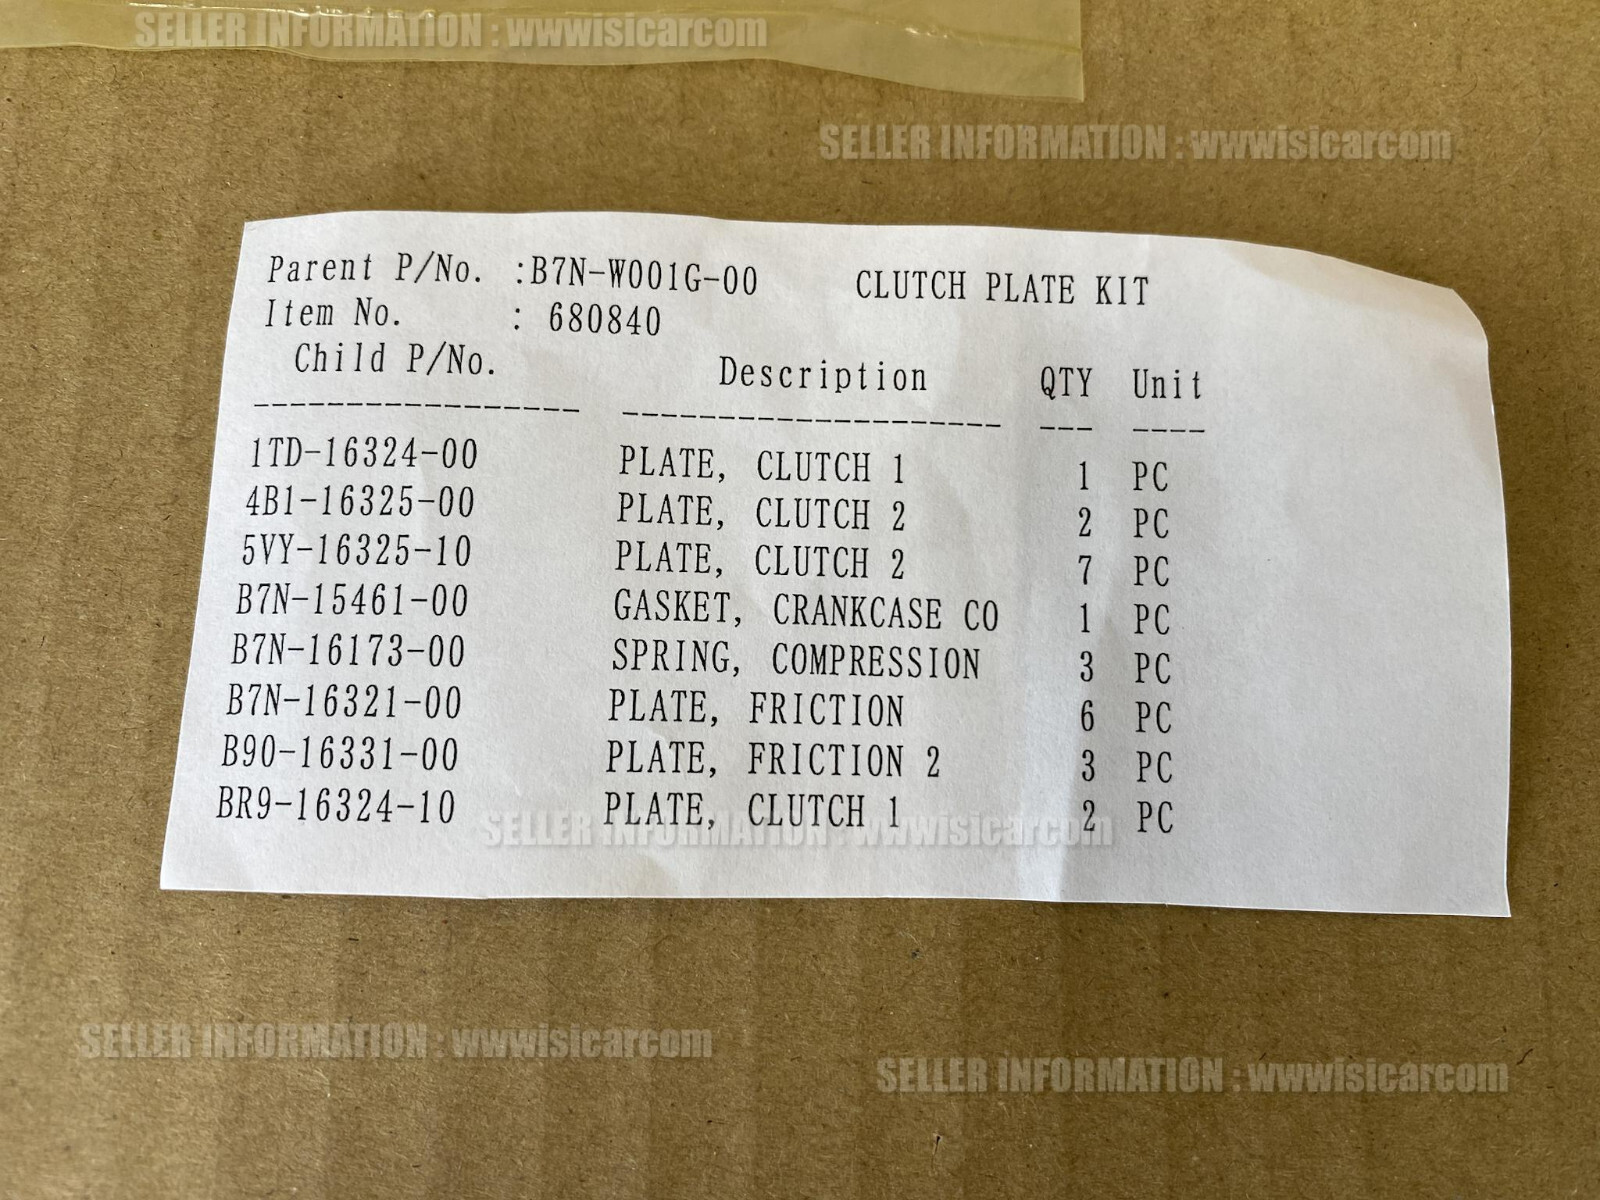 SELLER INFORMATION : wwwisicarcom
SELLER INFORMATION : wwwisicarcom
Parent P/No. :B7N-W001G-00 CLUTCH PLATE KIT
Item No. : 680840
Child P/No. Description QTY Unit
----------------- -------------------- --- ----
1TD-16324-00 PLATE, CLUTCH 1 1 PC
4B1-16325-00 PLATE, CLUTCH 2 2 PC
5VY-16325-10 PLATE, CLUTCH 2 7 PC
B7N-15461-00 GASKET, CRANKCASE CO 1 PC
B7N-16173-00 SPRING, COMPRESSION 3 PC
B7N-16321-00 PLATE, FRICTION 6 PC
B90-16331-00 PLATE, FRICTION 2 3 PC
BR9-16324-10 PLATE, CLUTCH 1 2 PC
SELLER INFORMATION : wwwisicarcom
SELLER INFORMATION : wwwisicarcom
SELLER INFORMATION : wwwisicarcom